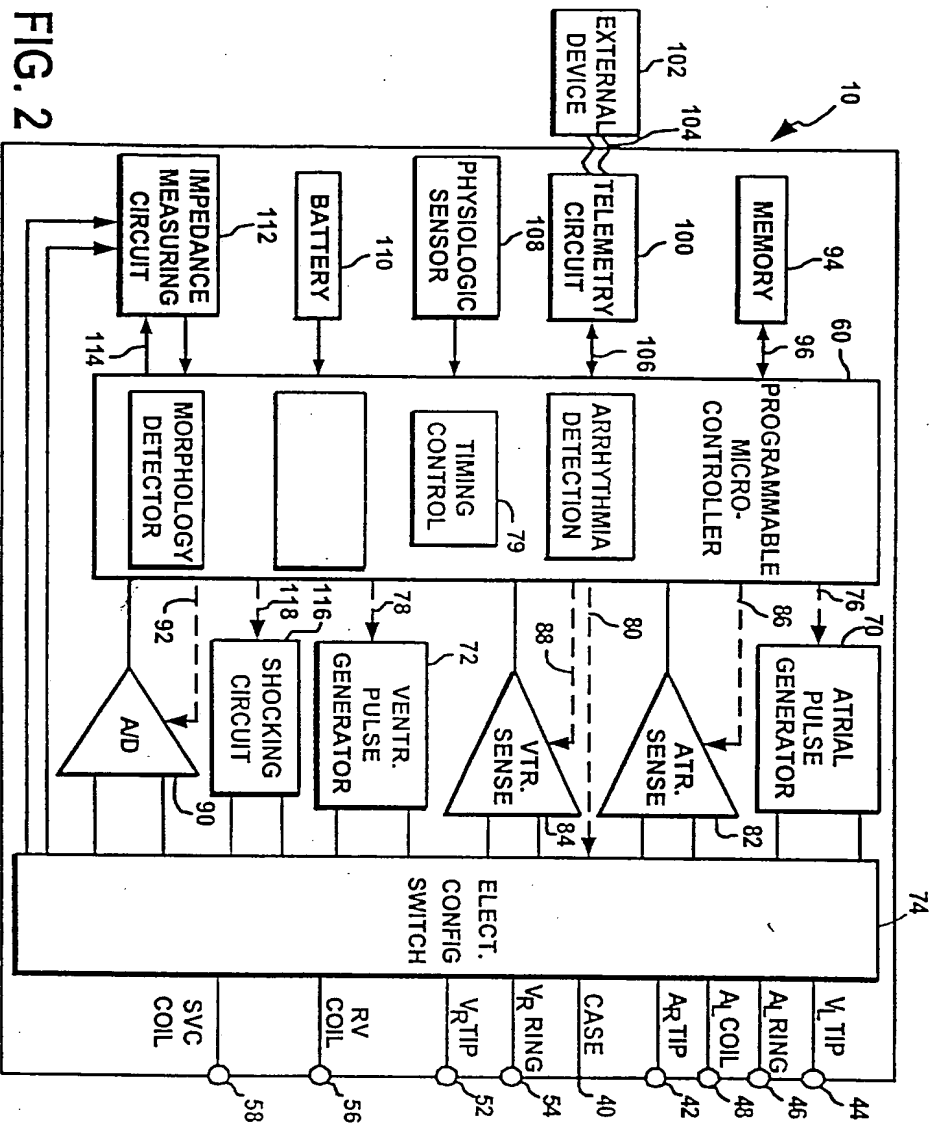 FIG. 2
10
EXTERNAL
DEVICE
102
104
MEMORY
94
96
TELEMETRY
CIRCUIT
100
106
PHYSIOLOGIC
SENSOR
108
BATTERY
110
IMPEDANCE
MEASURING
CIRCUIT
112
114
60
PROGRAMMABLE
MICRO-
CONTROLLER
ARRHYTHMIA
DETECTION
TIMING
CONTROL
79
MORPHOLOGY
DETECTOR
76
70
ATRIAL
PULSE
GENERATOR
86
ATR.
SENSE
82
80
88
VTR.
SENSE
84
78
72
VENTR.
PULSE
GENERATOR
116
118
SHOCKING
CIRCUIT
92
A/D
90
74
ELECT.
CONFIG
SWITCH
VL TIP
44
AL RING
46
AL COIL
48
AR TIP
42
CASE
40
VR RING
54
VR TIP
52
RV
COIL
56
SVC
COIL
58